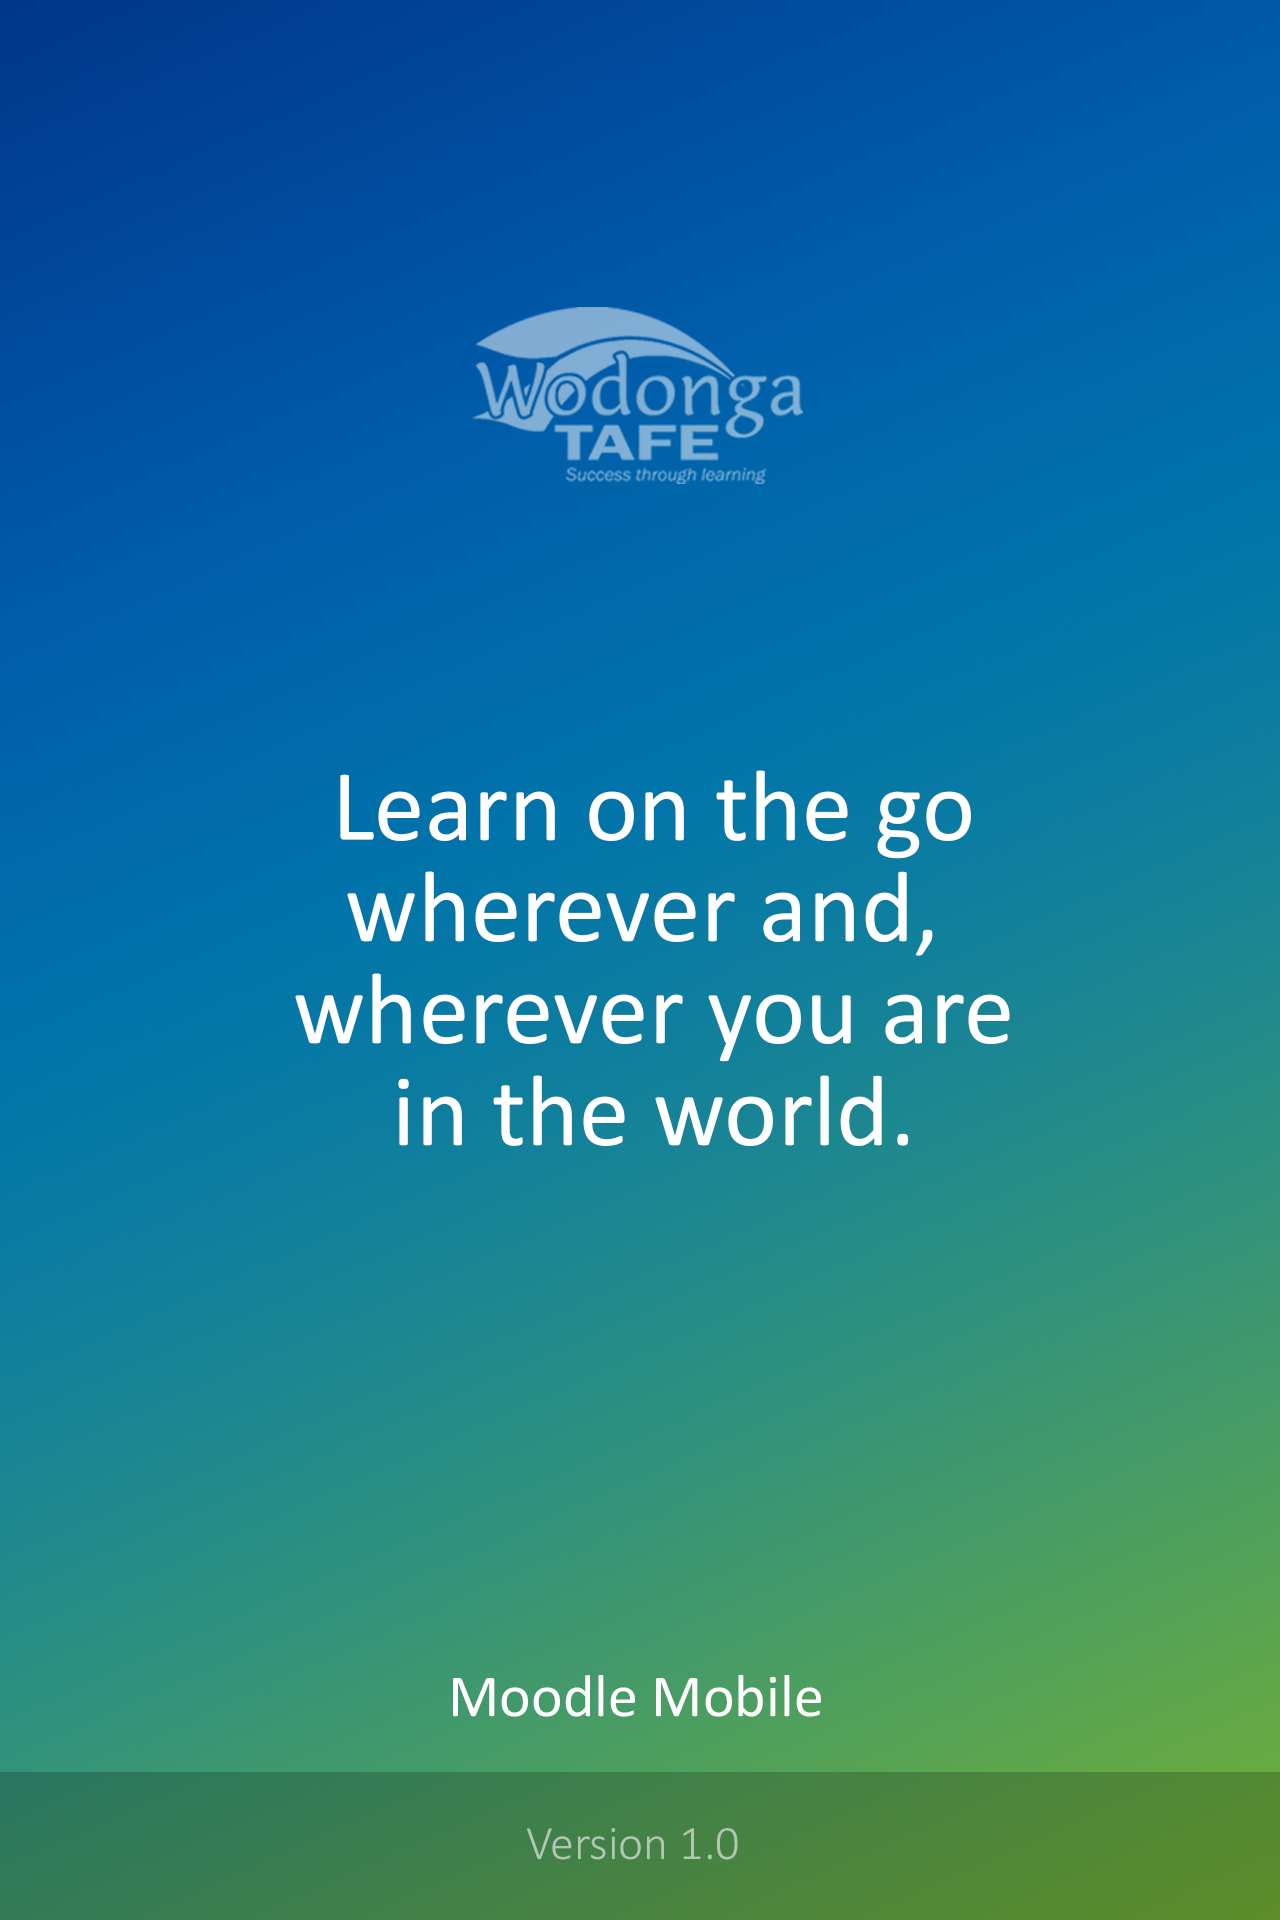 Wodonga
TAFE
Success through learning
Learn on the go
wherever and,
wherever you are
in the world.
Moodle Mobile
Version 1.0